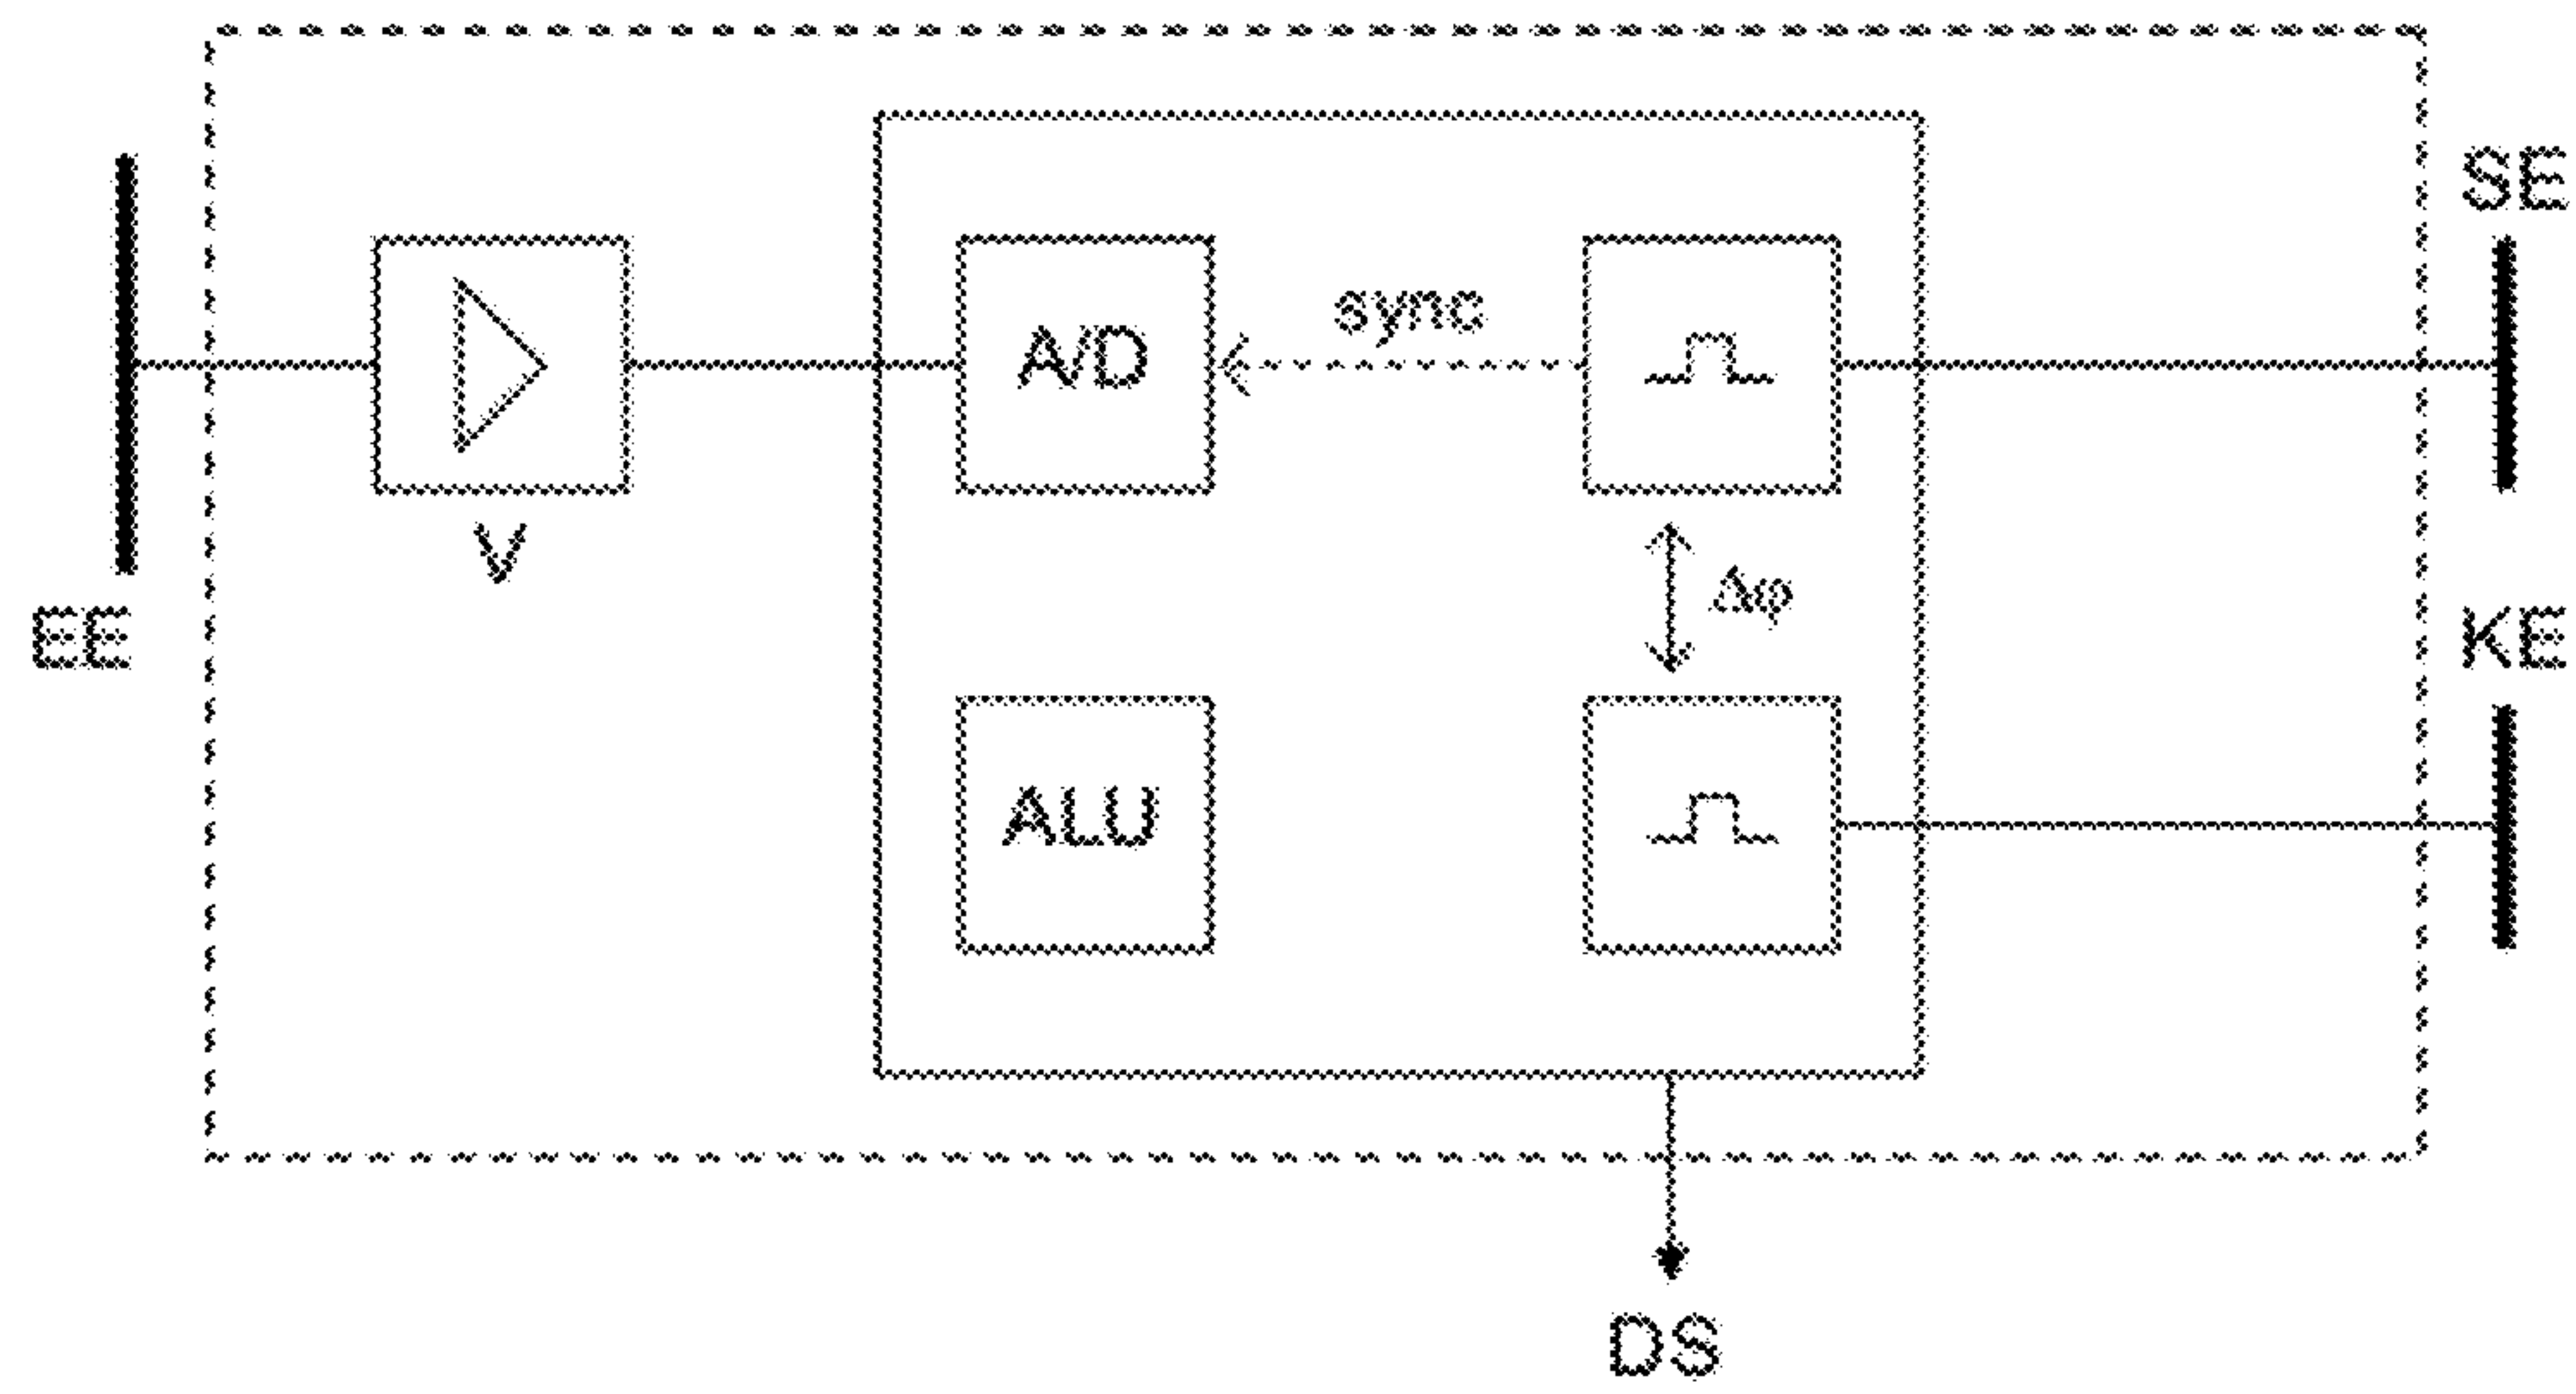 SE
sync
A/D
V
Δφ
EE
KE
ALU
DS